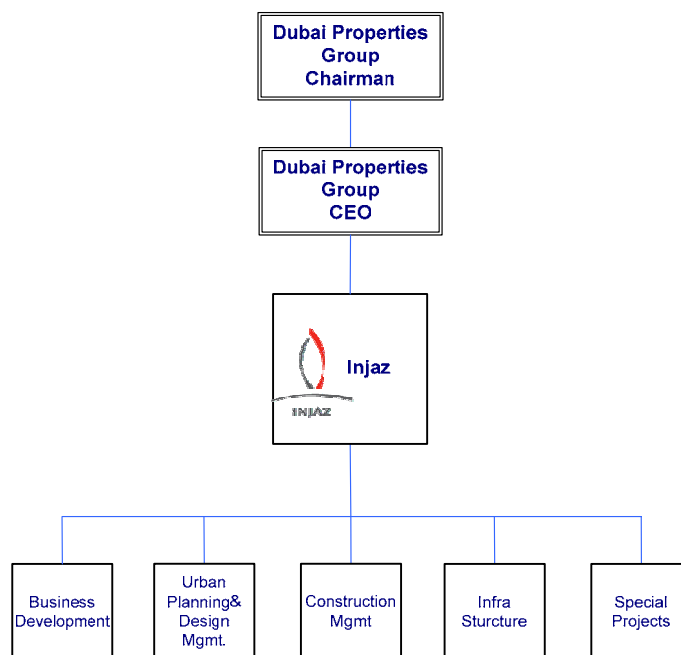 Dubai Properties
Group
Chairman
Dubai Properties
Group
CEO
Injaz
INJAZ
Business
Development
Urban
Planning&
Design
Mgmt.
Construction
Mgmt
Infra
Sturcture
Special
Projects